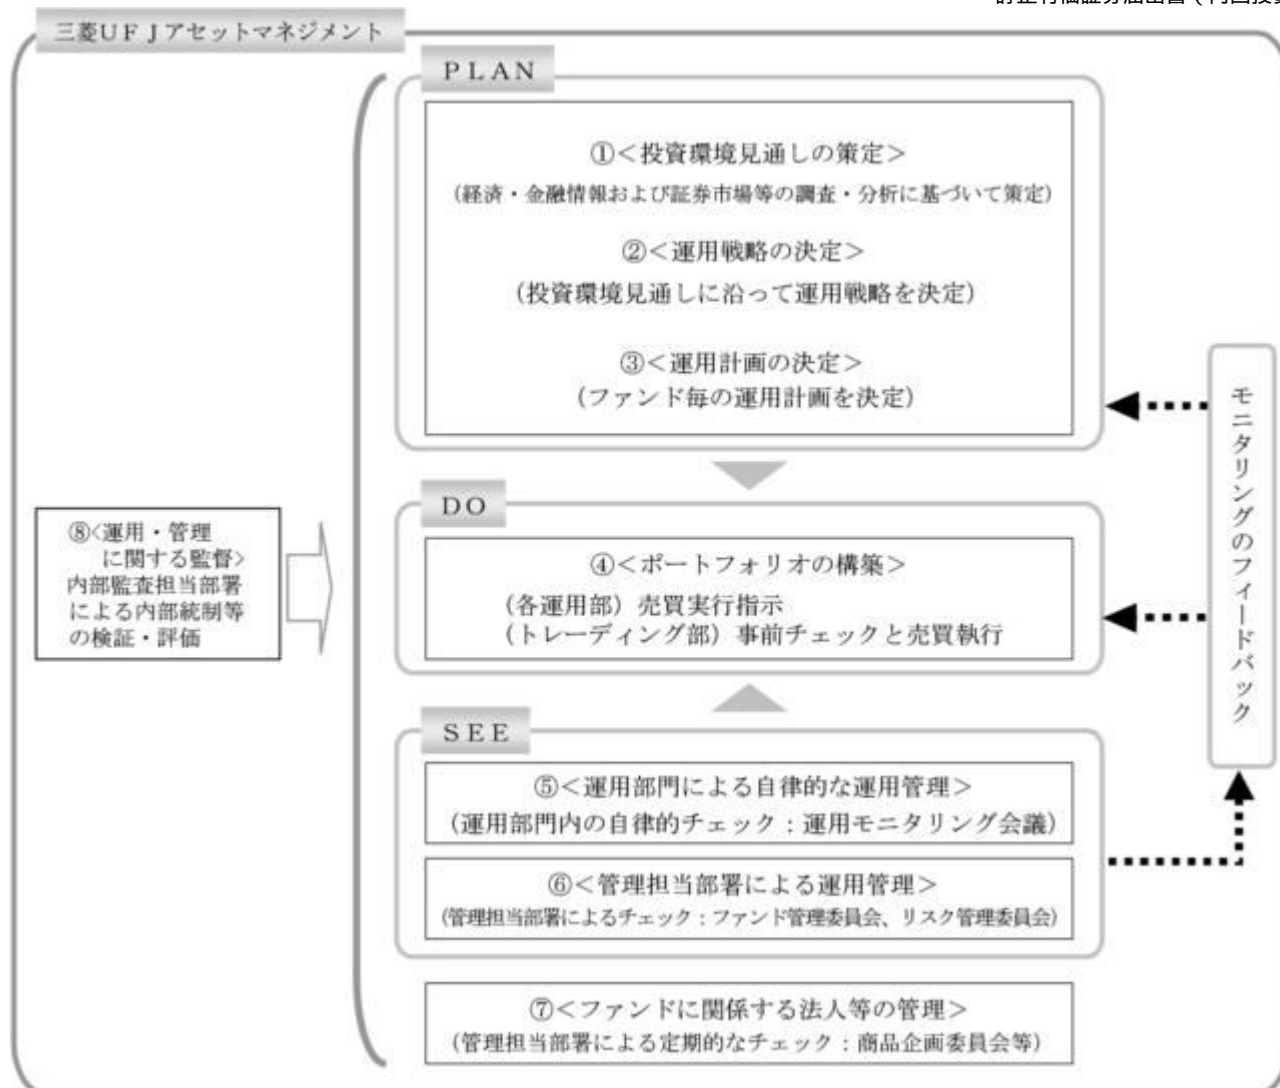 三菱UFJアセットマネジメント
PLAN
①<投資環境見通しの策定>
(経済・金融情報および証券市場等の調査・分析に基づいて策定)
②<運用戦略の決定>
(投資環境見通しに沿って運用戦略を決定)
③<運用計画の決定>
(ファンド毎の運用計画を決定)
DO
④<ポートフォリオの構築>
(各運用部)売買実行指示
(トレーディング部)事前チェックと売買執行
SEE
⑤<運用部門による自律的な運用管理>
(運用部門内の自律的チェック:運用モニタリング会議)
⑥<管理担当部署による運用管理>
(管理担当部署によるチェック:ファンド管理委員会、リスク管理委員会)
⑦<ファンドに関係する法人等の管理>
(管理担当部署による定期的なチェック:商品企画委員会等)
⑧<運用・管理
に関する監督>
内部監査担当部署
による内部統制等
の検証・評価
モニタリングのフィードバック